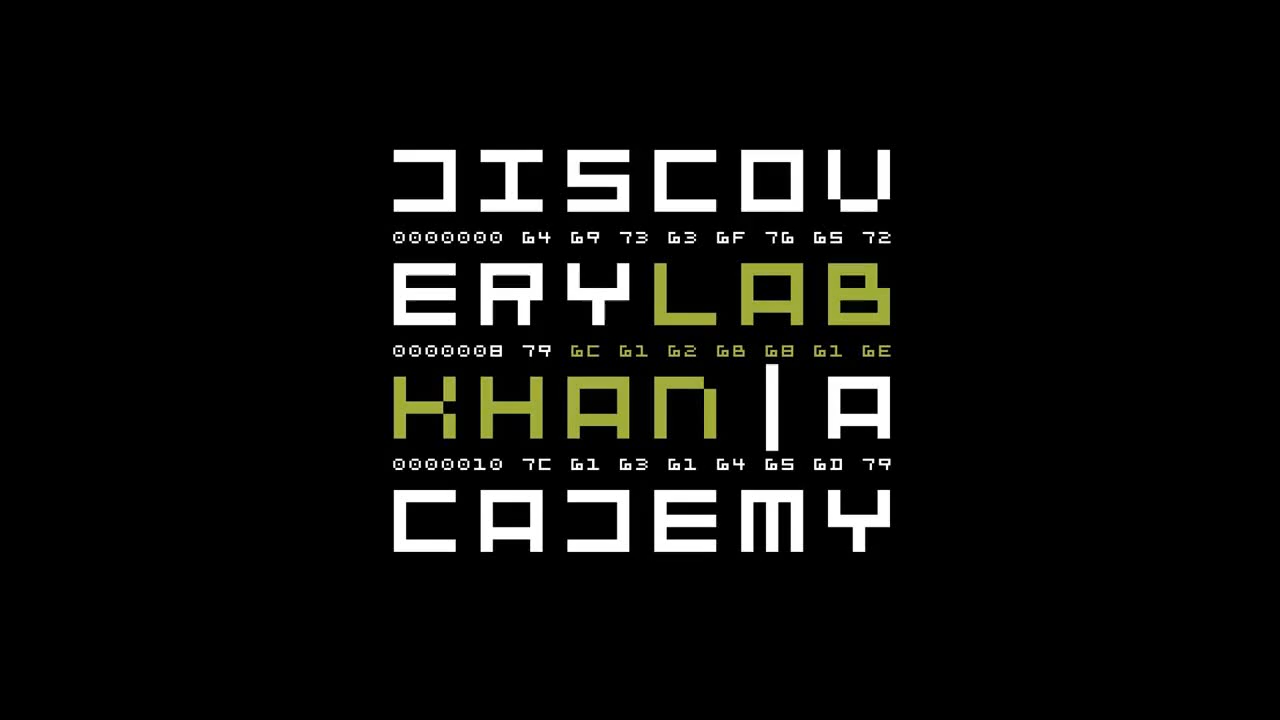 DISCOV
0000000 64 69 73 63 6F 76 65 72
ERYLAB
0000008 79 6C 61 62 6B 68 61 6E
KHAN|A
0000010 7C 61 63 61 64 65 6D 79
CADEMY